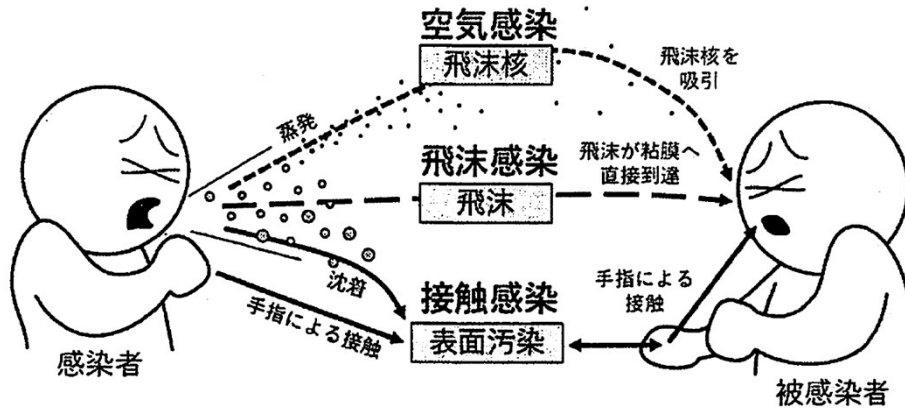 空気感染
飛沫核
飛沫核を
吸引
蒸発
飛沫感染
飛沫
飛沫が粘膜へ
直接到達
沈着
手指による接触
接触感染
表面汚染
手指による
接触
感染者
被感染者